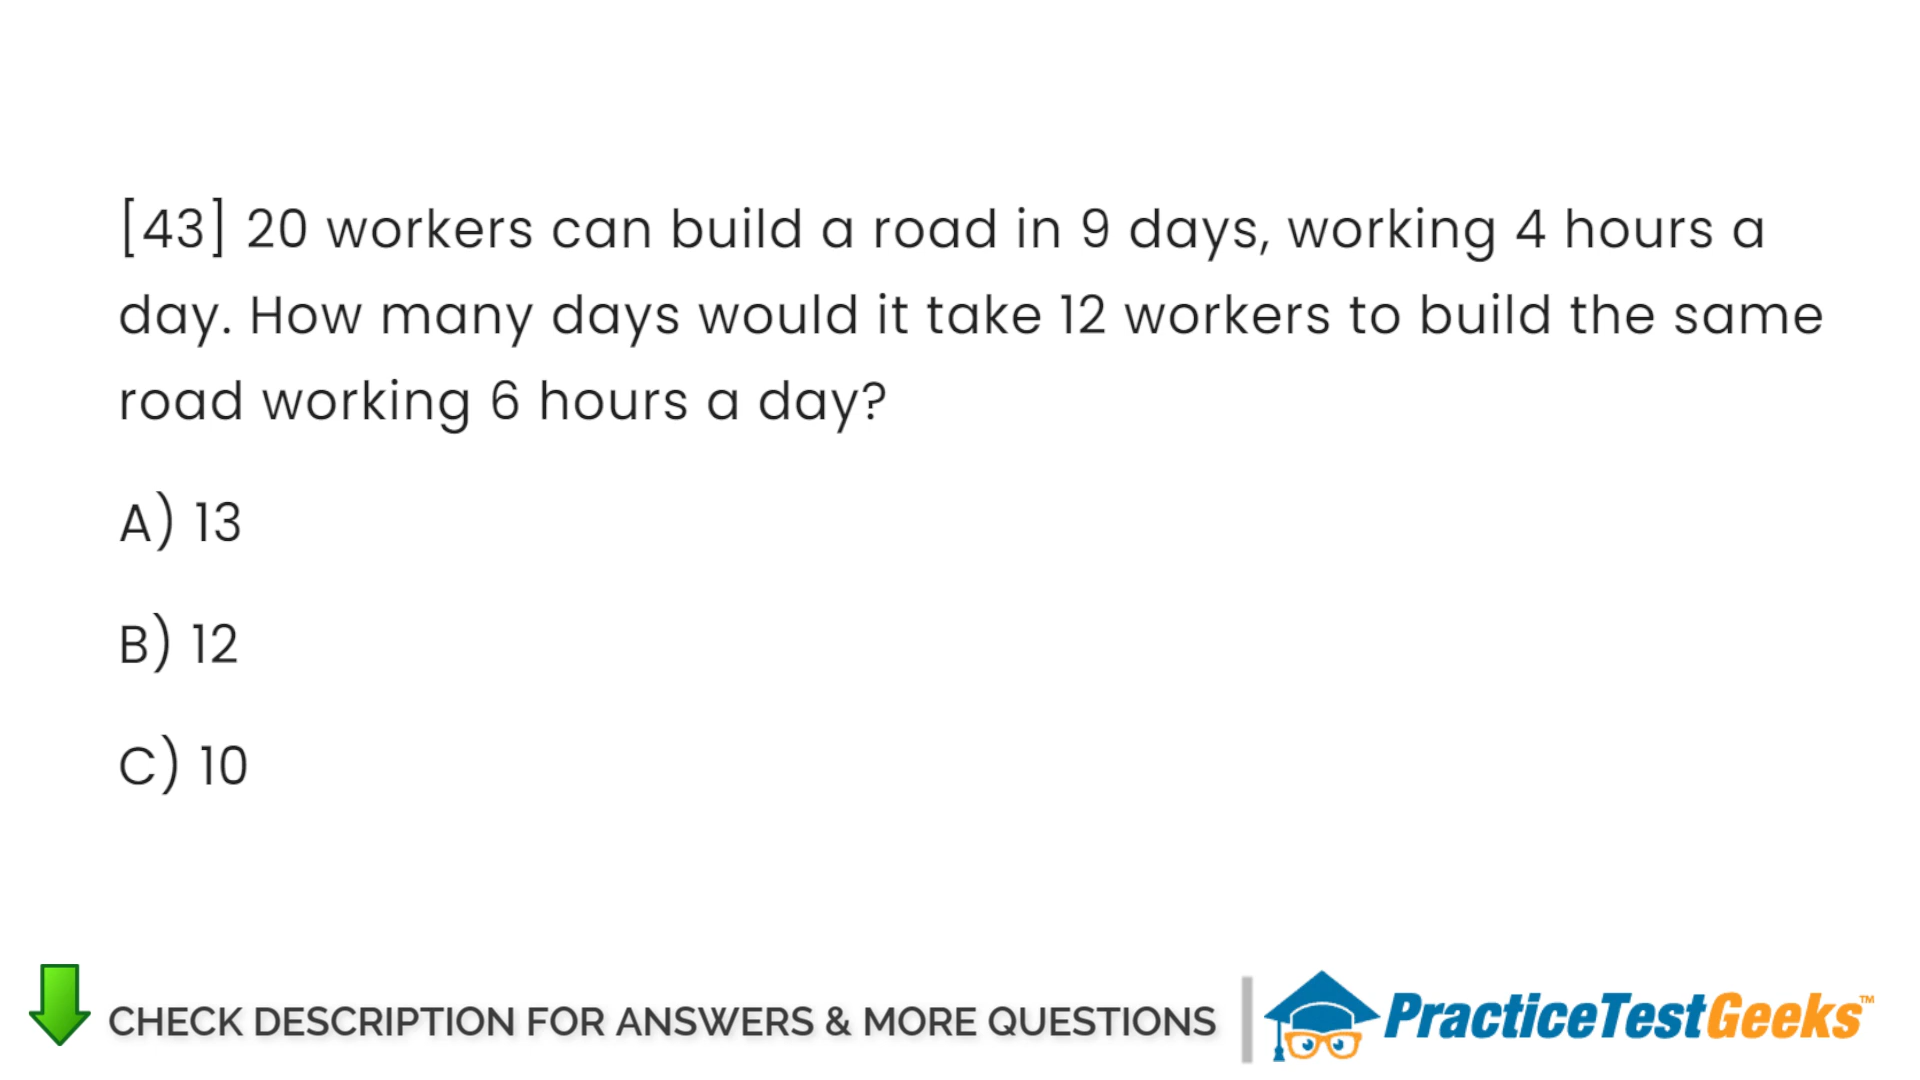 [43] 20 workers can build a road in 9 days, working 4 hours a
day. How many days would it take 12 workers to build the same
road working 6 hours a day?
A) 13
B) 12
C) 10
CHECK DESCRIPTION FOR ANSWERS & MORE QUESTIONS
PracticeTestGeeks™